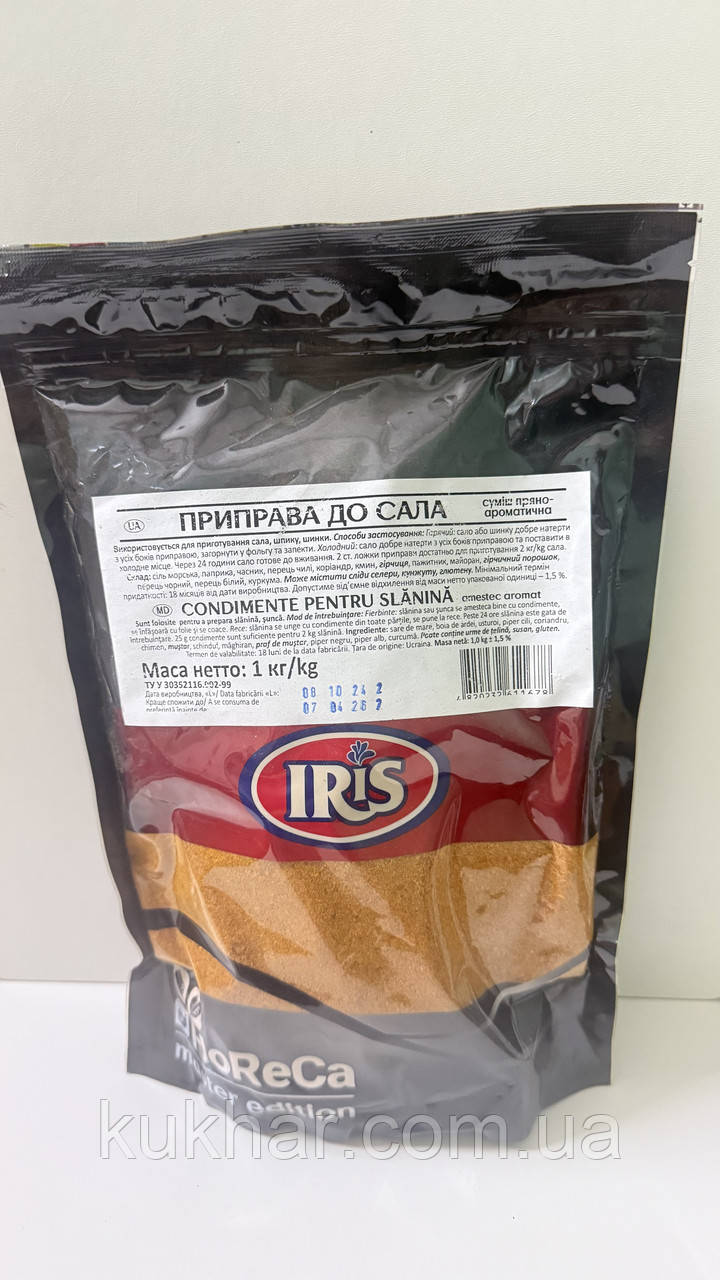 UA ПРИПРАВА ДО САЛА суміш пряно-
ароматична
Використовується для приготування сала, шпику, шинки. Способи застосування: Гарячий: сало або шинку добре натерти
з усіх боків приправою, загорнути у фольгу та запекти. Холодний: сало добре натерти з усіх боків приправою та поставити в
холодне місце. Через 24 години сало готове до вживання. 2 ст. ложки приправи достатньо для приготування 2 кг/kg сала.
Склад: сіль морська, паприка, часник, перець чилі, коріандр, кмин, гірчиця, пажитник, майоран, гірчичний порошок,
перець чорний, перець білий, куркума. Може містити сліди селери, кунжуту, глютену. Мінімальний термін
придатності: 18 місяців від дати виробництва. Допустиме від'ємне відхилення від маси нетто упакованої одиниці – 1,5 %.
MD CONDIMENTE PENTRU SLĂNINĂ amestec aromat
Sunt folosite pentru a prepara slănină, șuncă. Mod de întrebuințare: Fierbinte: slănina sau șunca se amesteca bine cu condimente,
se înfășoară cu folie și se coace. Rece: slănina se unge cu condimente din toate părțile, se pune la rece. Peste 24 ore slănina este gata de
întrebuințare. 25 g condimente sunt suficiente pentru 2 kg slănină. Ingrediente: sare de mare, boia de ardei, usturoi, piper cili, coriandru,
chimen, muștar, schinduf, măghiran, praf de muștar, piper negru, piper alb, curcumă. Poate conține urme de țelină, susan, gluten.
Termen de valabilitate: 18 luni de la data fabricării. Țara de origine: Ucraina. Masa netă: 1,0 kg ± 1,5 %
Маса нетто: 1 кг/kg
ТУ У 30352116.002-99
Дата виробництва, «L»/ Data fabricării «L»:
08 10 24 2
Краще спожити до/ A se consuma
07 04 26 2
4820232611678
IRIS
HoReCa
master edition
kukhar.com.ua